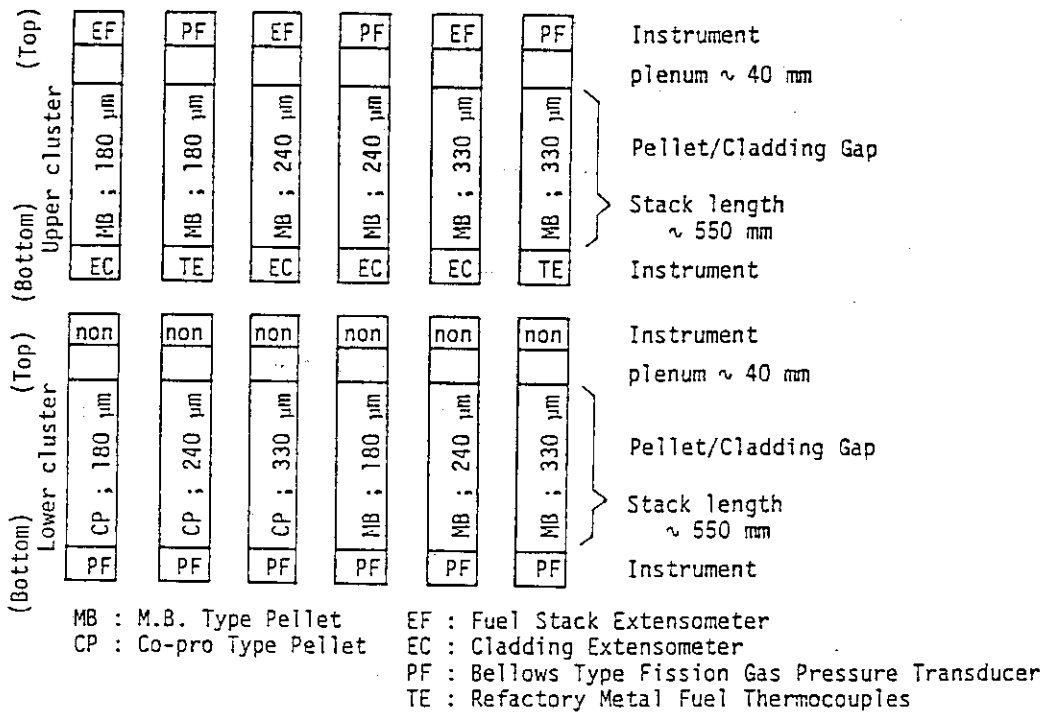 (Top)
Upper cluster
(Bottom)
EF PF EF PF EF PF Instrument
plenum ~ 40 mm
MB ; 180 μm MB ; 180 μm MB ; 240 μm MB ; 240 μm MB ; 330 μm MB ; 330 μm
Pellet/Cladding Gap
Stack length
~ 550 mm
EC TE EC EC EC TE Instrument
(Top)
Lower cluster
(Bottom)
non non non non non non Instrument
plenum ~ 40 mm
CP ; 180 μm CP ; 240 μm CP ; 330 μm MB ; 180 μm MB ; 240 μm MB ; 330 μm
Pellet/Cladding Gap
Stack length
~ 550 mm
PF PF PF PF PF PF Instrument
MB : M.B. Type Pellet
CP : Co-pro Type Pellet
EF : Fuel Stack Extensometer
EC : Cladding Extensometer
PF : Bellows Type Fission Gas Pressure Transducer
TE : Refactory Metal Fuel Thermocouples